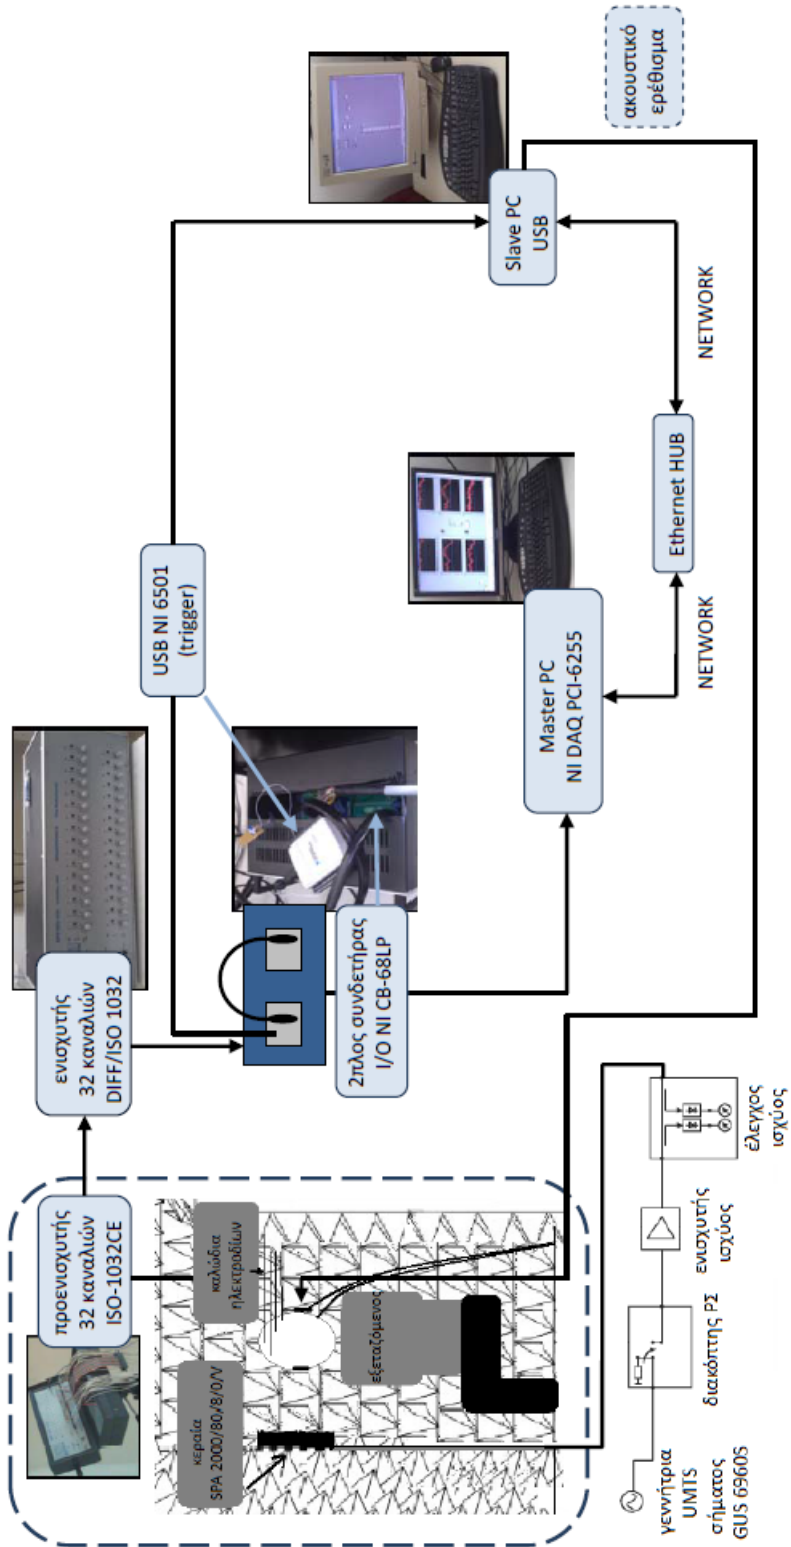 προενισχυτής
32 καναλιών
ISO-1032CE
ενισχυτής
32 καναλιών
DIFF/ISO 1032
USB NI 6501
(trigger)
κεραία
SPA 2000/80/8/0/V
καλώδια
ηλεκτροδίων
εξεταζόμενος
2πλος συνδετήρας
I/O NI CB-68LP
Master PC
NI DAQ PCI-6255
Slave PC
USB
NETWORK
Ethernet HUB
NETWORK
ακουστικό
ερέθισμα
γεννήτρια
UMTS
σήματος
GUS 6960S
διακόπτης ΡΣ
ενισχυτής
ισχύος
έλεγχος
ισχύος